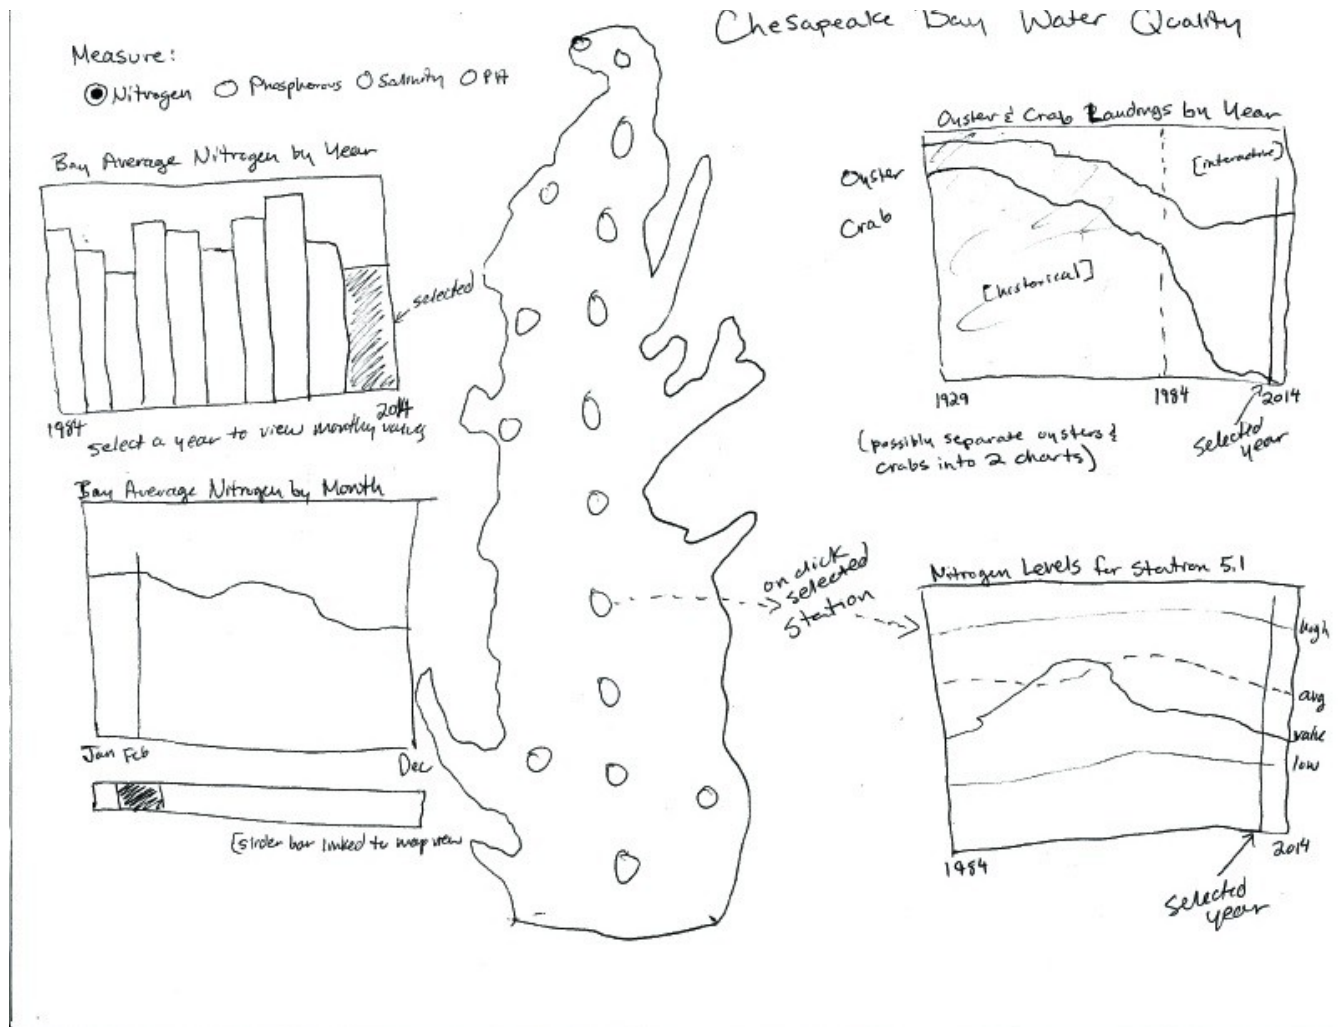 Chesapeake Bay Water Quality
Measure:
Nitrogen Phosphorous Salinity PH
Bay Average Nitrogen by Year
selected
1984
2014
select a year to view monthly values
Bay Average Nitrogen by Month
Jan Feb
Dec
[slider bar linked to map view
on click
selected
station
Oyster & Crab Landings by Year
Oyster
Crab
[interactive]
[historical]
1929
1984
2014
selected
year
(possibly separate oysters &
crabs into 2 charts)
Nitrogen Levels for Station 5.1
high
avg
value
low
1984
2014
selected
year